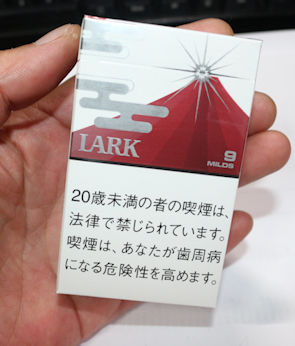 LARK
9
MILDS
20歳未満の者の喫煙は、
法律で禁じられています。
喫煙は、あなたが歯周病
になる危険性を高めます。